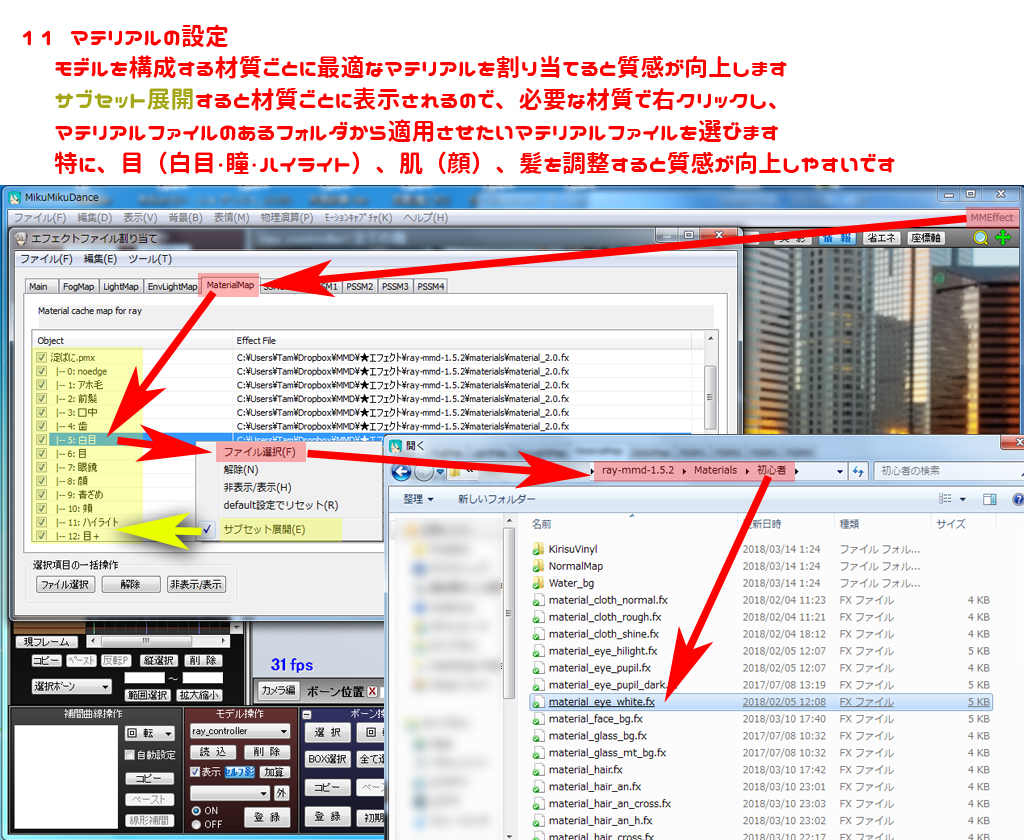 11 マテリアルの設定
モデルを構成する材質ごとに最適なマテリアルを割り当てると質感が向上します
サブセット展開すると材質ごとに表示されるので、必要な材質で右クリックし、
マテリアルファイルのあるフォルダから適用させたいマテリアルファイルを選びます
特に、目（白目・瞳・ハイライト）、肌（顔）、髪を調整すると質感が向上しやすいです
MikuMikuDance
ファイル(F) 編集(D) 表示(V) 背景(B) 表情(M) 物理演算(P) ﾓｰｼｮﾝｷｬﾌﾟﾁｬ(K) ヘルプ(H)
MMEffect
エフェクトファイル割り当て
情報 省エネ 座標軸
ファイル(F) 編集(E) ツール(T)
Main FogMap LightMap EnvLightMap MaterialMap PSSM2 PSSM3 PSSM4
Material cache map for ray
Object Effect File
淀ばに.pmx C:¥Users¥Tam¥Dropbox¥MMD¥★エフェクト¥ray-mmd-1.5.2¥materials¥material_2.0.fx
|-- 0: noedge C:¥Users¥Tam¥Dropbox¥MMD¥★エフェクト¥ray-mmd-1.5.2¥materials¥material_2.0.fx
|-- 1: アホ毛 C:¥Users¥Tam¥Dropbox¥MMD¥★エフェクト¥ray-mmd-1.5.2¥materials¥material_2.0.fx
|-- 2: 前髪 C:¥Users¥Tam¥Dropbox¥MMD¥★エフェクト¥ray-mmd-1.5.2¥materials¥material_2.0.fx
|-- 3: 口中 C:¥Users¥Tam¥Dropbox¥MMD¥★エフェクト¥ray-mmd-1.5.2¥materials¥material_2.0.fx
|-- 4: 歯 C:¥Users¥Tam¥Dropbox¥MMD¥★エフェクト¥ray-mmd-1.5.2¥materials¥material_2.0.fx
|-- 5: 白目
|-- 6: 目
|-- 7: 眼鏡
|-- 8: 顔
|-- 9: 青ざめ
|-- 10: 頬
|-- 11: ハイライト
|-- 12: 目+
ファイル選択(F)
解除(N)
非表示/表示(H)
default設定でリセット(R)
サブセット展開(E)
選択項目の一括操作
ファイル選択 解除 非表示/表示
開く
ray-mmd-1.5.2 Materials 初心者
初心者の検索
整理 新しいフォルダー
名前 更新日時 種類 サイズ
KirisuVinyl 2018/03/14 1:24 ファイル フォル...
NormalMap 2018/03/14 1:24 ファイル フォル...
Water_bg 2018/03/14 1:24 ファイル フォル...
material_cloth_normal.fx 2018/02/04 11:23 FX ファイル 4 KB
material_cloth_rough.fx 2018/02/04 11:21 FX ファイル 4 KB
material_cloth_shine.fx 2018/02/04 18:12 FX ファイル 4 KB
material_eye_hilight.fx 2018/02/05 12:07 FX ファイル 5 KB
material_eye_pupil.fx 2018/02/05 12:07 FX ファイル 4 KB
material_eye_pupil_dark. 2017/07/08 13:19 FX ファイル 5 KB
material_eye_white.fx 2018/02/05 12:08 FX ファイル 5 KB
material_face_bg.fx 2018/03/10 17:40 FX ファイル 5 KB
material_glass_bg.fx 2017/07/08 10:32 FX ファイル 4 KB
material_glass_mt_bg.fx 2017/07/08 10:32 FX ファイル 4 KB
material_hair.fx 2018/03/10 17:42 FX ファイル 4 KB
material_hair_an.fx 2018/03/10 23:01 FX ファイル 4 KB
material_hair_an_cross.fx 2018/03/10 23:03 FX ファイル 4 KB
material_hair_an_h.fx 2018/03/10 23:02 FX ファイル 4 KB
material_hair_cross.fx 2018/03/10 22:17 FX ファイル 4 KB
現フレーム
コピー ペースト 反転P 縦選択 削 除
選択ボーン ～
範囲選択 拡大縮小
31 fps
カメラ編 ボーン位置 X
補間曲線操作
回 転
自動設定
コピー
ペースト
線形補間
モデル操作
ray_controller
読 込 削 除
表示 セルフ影 加算
外
ON
OFF
登 録
選 択 回
BOX選択
コピー
登 録